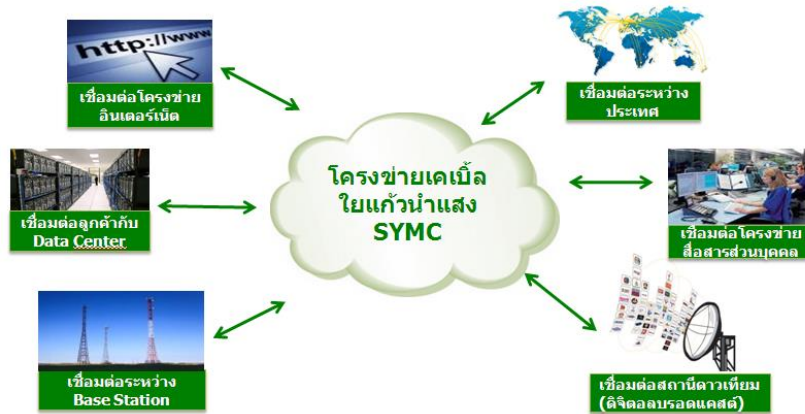 http://www
เชื่อมต่อโครงข่าย
อินเตอร์เน็ต
เชื่อมต่อระหว่าง
ประเทศ
โครงข่ายเคเบิ้ล
ใยแก้วนำแสง
SYMC
เชื่อมต่อลูกค้ากับ
Data Center
เชื่อมต่อโครงข่าย
สื่อสารส่วนบุคคล
เชื่อมต่อระหว่าง
Base Station
เชื่อมต่อสถานีดาวเทียม
(ดิจิตอลบรอดแคสต์)